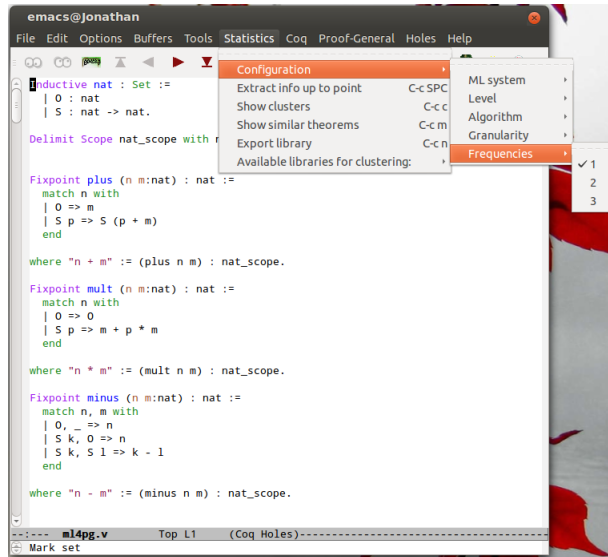 emacs@Jonathan
File Edit Options Buffers Tools Statistics Coq Proof-General Holes Help
Configuration
Extract info up to point C-c SPC
Show clusters C-c c
Show similar theorems C-c m
Export library C-c n
Available libraries for clustering:
ML system
Level
Algorithm
Granularity
Frequencies
✓ 1
2
3
Inductive nat : Set :=
| O : nat
| S : nat -> nat.
Delimit Scope nat_scope with
Fixpoint plus (n m:nat) : nat :=
match n with
| O => m
| S p => S (p + m)
end
where "n + m" := (plus n m) : nat_scope.
Fixpoint mult (n m:nat) : nat :=
match n with
| O => O
| S p => m + p * m
end
where "n * m" := (mult n m) : nat_scope.
Fixpoint minus (n m:nat) : nat :=
match n, m with
| O, _ => n
| S k, O => n
| S k, S l => k - l
end
where "n - m" := (minus n m) : nat_scope.
--:--- ml4pg.v Top L1 (Coq Holes)----------------------------------
Mark set